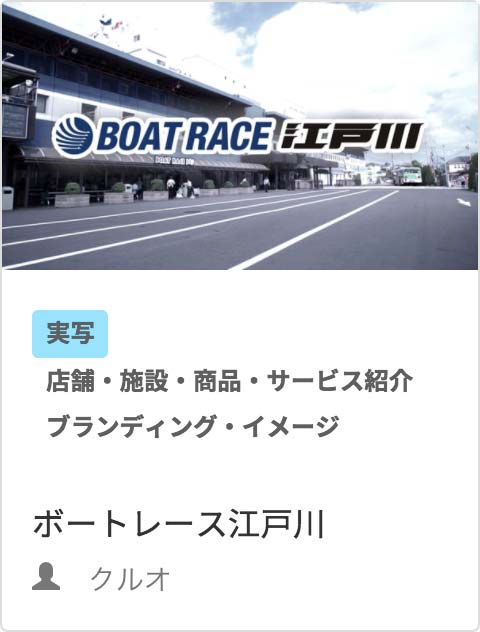 BOAT RACE 江戸川
実写
店舗・施設・商品・サービス紹介
ブランディング・イメージ
ボートレース江戸川
クルオ